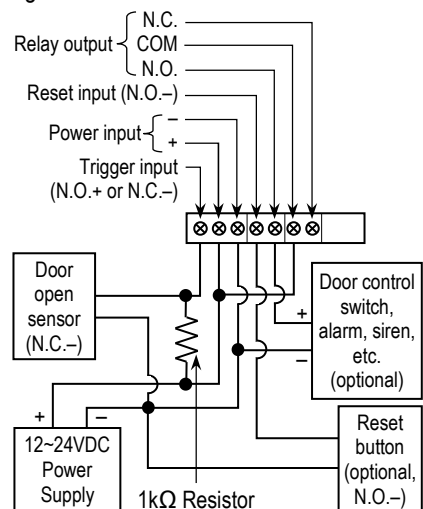 N.C.
Relay output
COM
N.O.
Reset input (N.O.–)
Power input
–
+
Trigger input
(N.O.+ or N.C.–)
Door
open
sensor
(N.C.–)
Door control
switch,
alarm, siren,
etc.
(optional)
+
–
+
–
12~24VDC
Power
Supply
1kΩ Resistor
Reset
button
(optional,
N.O.–)